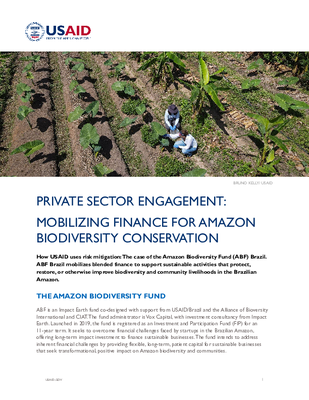 USAID
FROM THE AMERICAN PEOPLE
BRUNO KELLY/ USAID
PRIVATE SECTOR ENGAGEMENT:
MOBILIZING FINANCE FOR AMAZON
BIODIVERSITY CONSERVATION
How USAID uses risk mitigation: The case of the Amazon Biodiversity Fund (ABF) Brazil.
ABF Brazil mobilizes blended finance to support sustainable activities that protect,
restore, or otherwise improve biodiversity and community livelihoods in the Brazilian
Amazon.
THE AMAZON BIODIVERSITY FUND
ABF is an Impact Earth fund co-designed with support from USAID/Brazil and the Alliance of Bioversity
International and CIAT. The fund administrator is Vox Capital, with investment consultancy from Impact
Earth. Launched in 2019, the fund is registered as an Investment and Participation Fund (FIP) for an
11-year term. It seeks to overcome financial challenges faced by startups in the Brazilian Amazon,
offering long-term impact investment to finance sustainable businesses. The fund intends to address
inherent financial challenges by providing flexible, long-term, patient capital for sustainable businesses
that seek transformational, positive impact on Amazon biodiversity and communities.
1